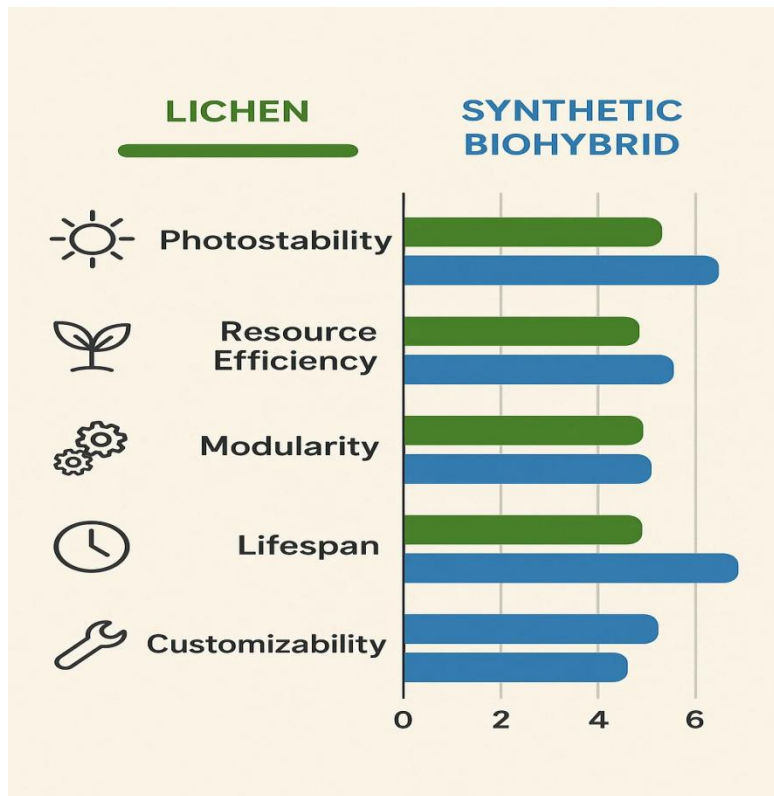 LICHEN
SYNTHETIC
BIOHYBRID
Photostability
Resource
Efficiency
Modularity
Lifespan
Customizability
0 2 4 6